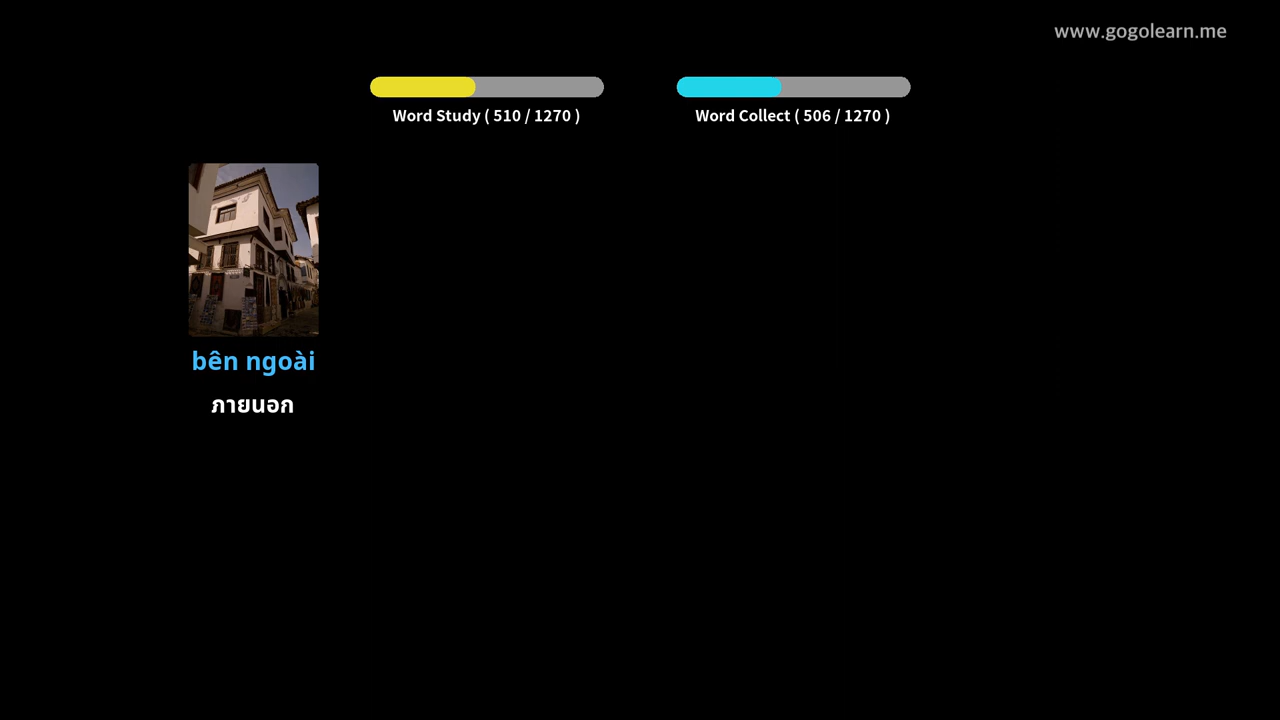 www.gogolearn.me
Word Study ( 510 / 1270 )
Word Collect ( 506 / 1270 )
bên ngoài
ภายนอก